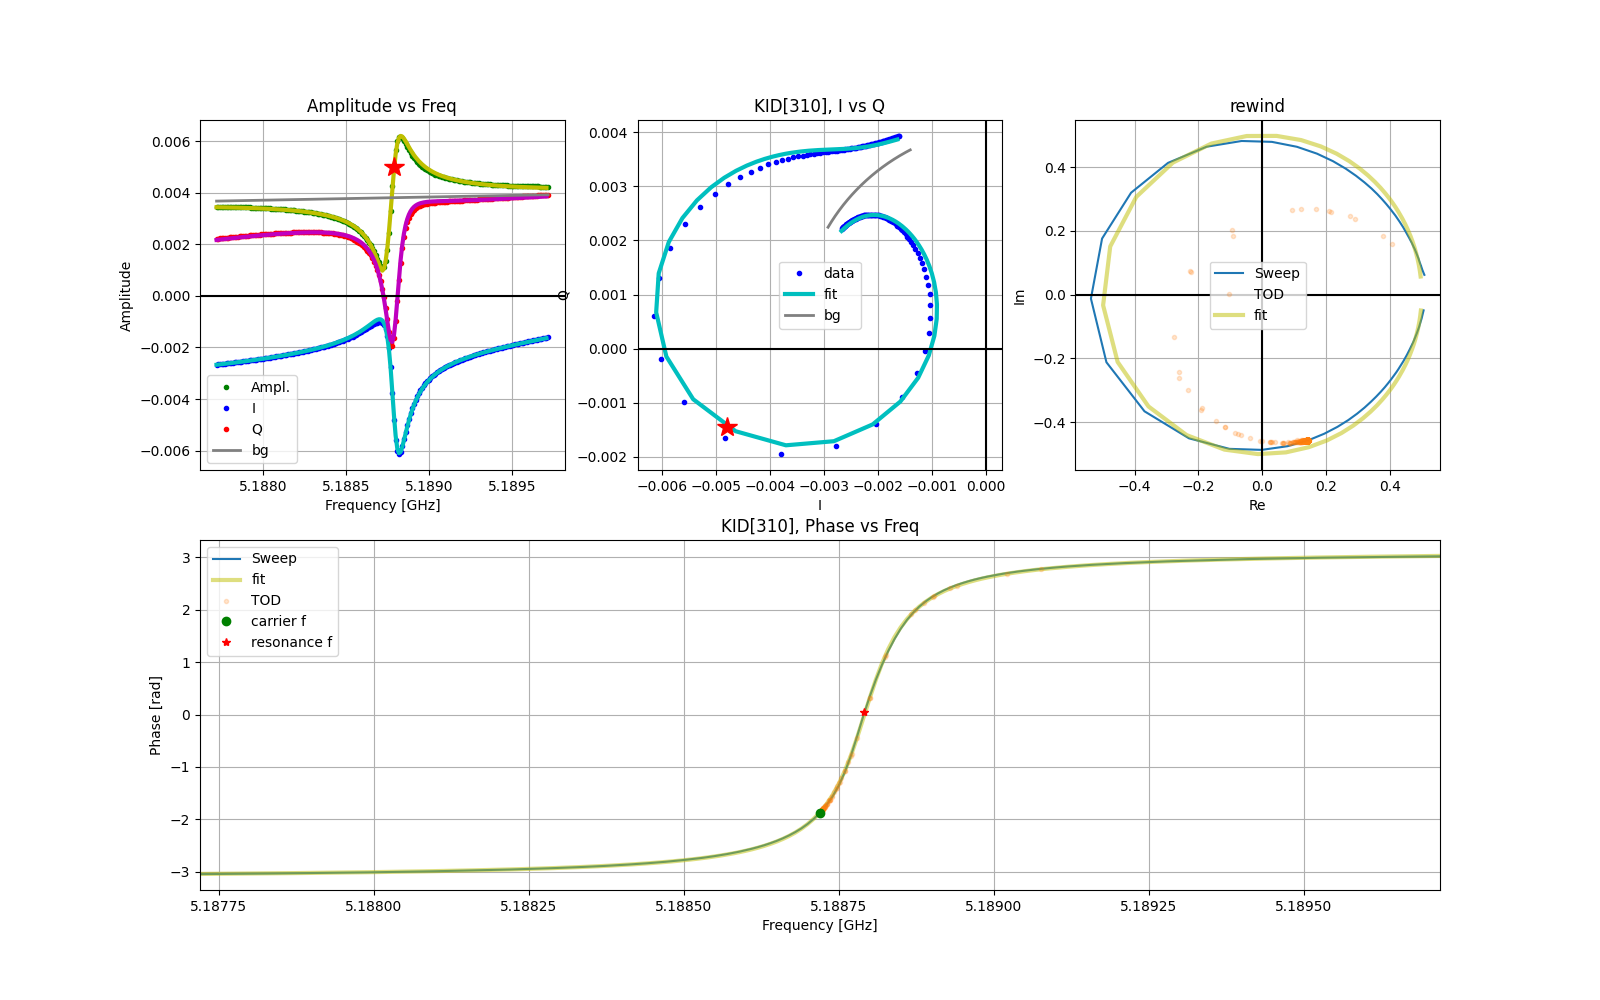 Amplitude vs Freq
0.006
0.004
0.002
0.000
−0.002
−0.004
−0.006
Amplitude
Ampl.
I
Q
bg
5.1880
5.1885
5.1890
5.1895
Frequency [GHz]
KID[310], I vs Q
0.004
0.003
0.002
0.001
0.000
−0.001
−0.002
Q
data
fit
bg
−0.006
−0.005
−0.004
−0.003
−0.002
−0.001
0.000
I
rewind
0.4
0.2
0.0
−0.2
−0.4
Im
Sweep
TOD
fit
−0.4
−0.2
0.0
0.2
0.4
Re
KID[310], Phase vs Freq
3
2
1
0
−1
−2
−3
Phase [rad]
Sweep
fit
TOD
carrier f
resonance f
5.18775
5.18800
5.18825
5.18850
5.18875
5.18900
5.18925
5.18950
Frequency [GHz]